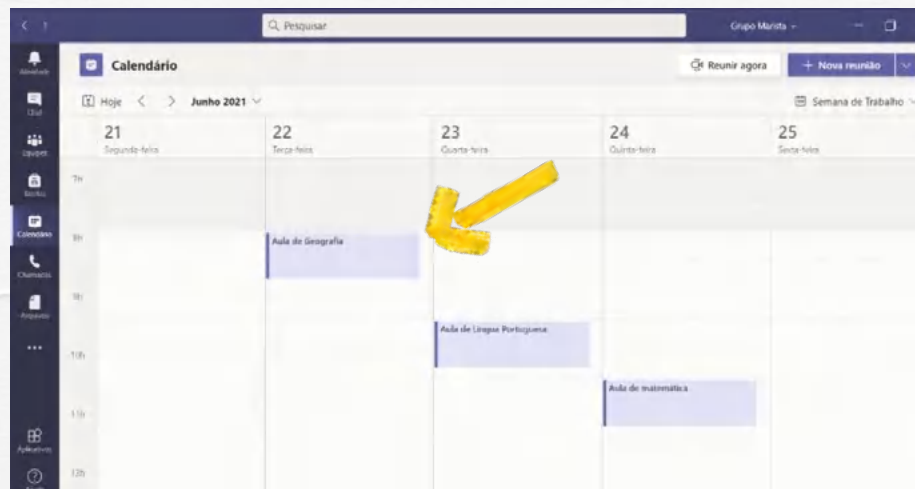 Pesquisar
Grupo Marista
Calendário
Reunir agora
+ Nova reunião
Hoje
Junho 2021
Semana de Trabalho
21
22
23
24
25
Segunda-feira
Terça-feira
Quarta-feira
Quinta-feira
Sexta-feira
Chat
Calendário
Chamadas
Arquivos
Aplicativos
7h
8h
9h
10h
11h
12h
Aula de Geografia
Aula de Língua Portuguesa
Aula de matemática